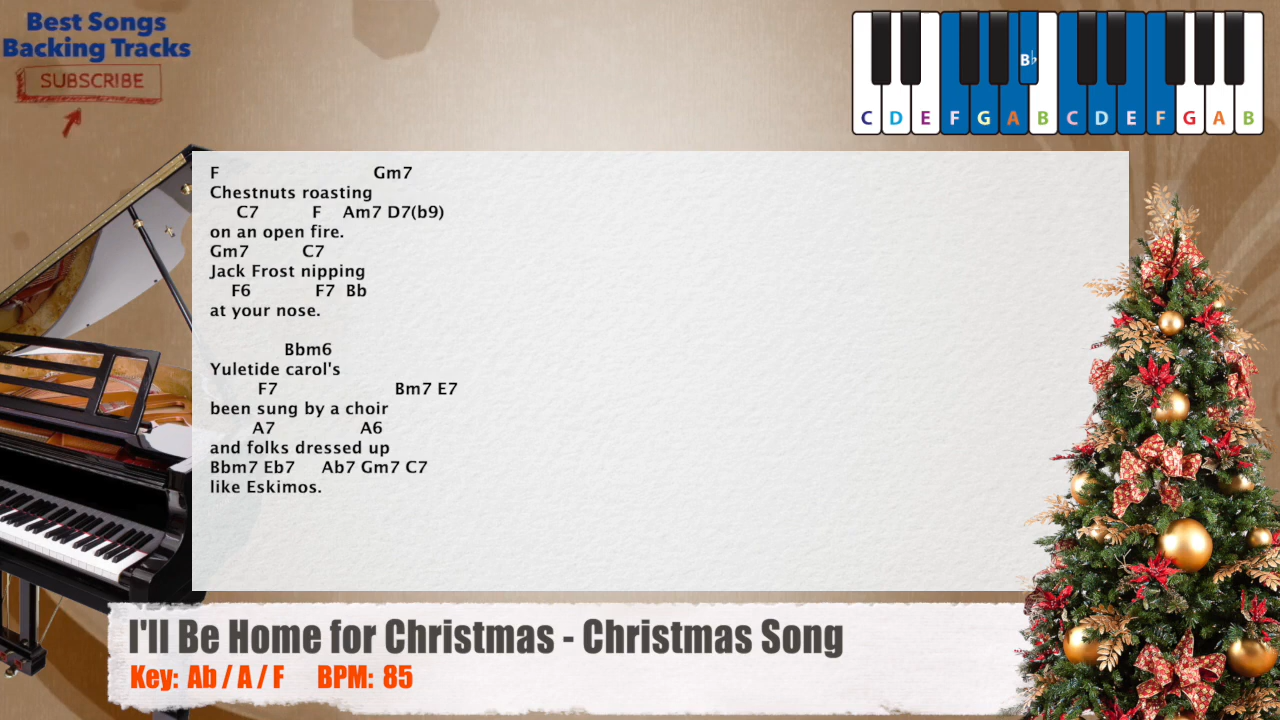 Best Songs
Backing Tracks
SUBSCRIBE
B♭
C D E F G A B C D E F G A B
F Gm7
Chestnuts roasting
C7 F Am7 D7(b9)
on an open fire.
Gm7 C7
Jack Frost nipping
F6 F7 Bb
at your nose.
Bbm6
Yuletide carol's
F7 Bm7 E7
been sung by a choir
A7 A6
and folks dressed up
Bbm7 Eb7 Ab7 Gm7 C7
like Eskimos.
I'll Be Home for Christmas - Christmas Song
Key: Ab / A / F BPM: 85